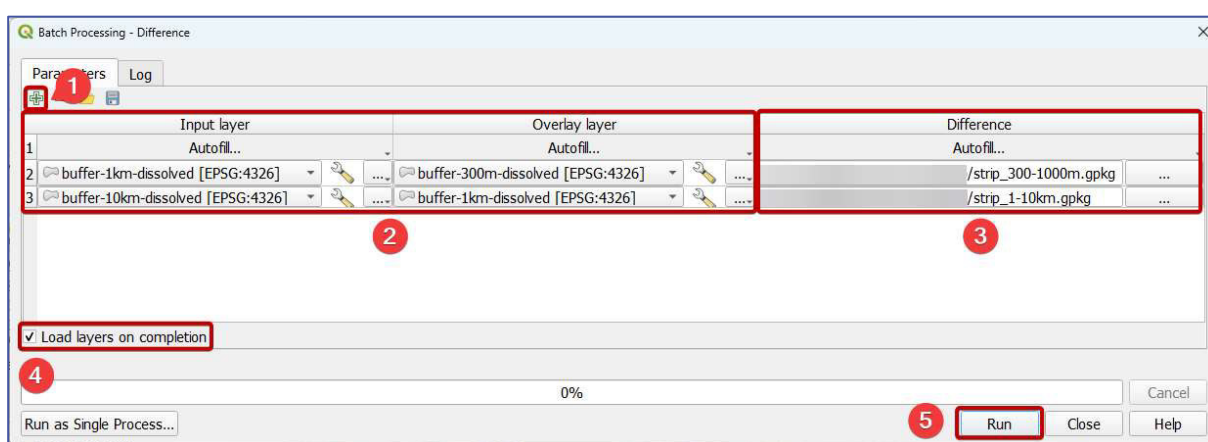 Batch Processing - Difference
Parameters Log
1
Input layer Overlay layer Difference
1 Autofill... Autofill... Autofill...
2 buffer-1km-dissolved [EPSG:4326] ... buffer-300m-dissolved [EPSG:4326] ... /strip_300-1000m.gpkg ...
3 buffer-10km-dissolved [EPSG:4326] ... buffer-1km-dissolved [EPSG:4326] ... /strip_1-10km.gpkg ...
2 3
Load layers on completion
4
0% Cancel
Run as Single Process... 5 Run Close Help